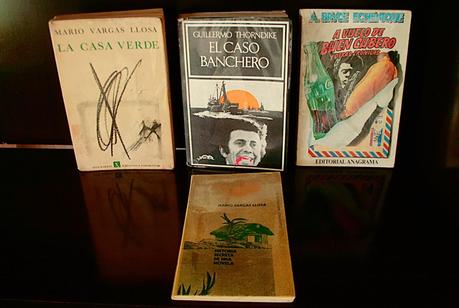 MARIO VARGAS LLOSA
LA CASA VERDE
GUILLERMO THORNDIKE
EL CASO
BANCHERO
A. BRYCE ECHENIQUE
A VUELO DE
BUEN CUBERO
EDITORIAL ANAGRAMA
MARIO VARGAS LLOSA
HISTORIA
SECRETA
DE UNA
NOVELA